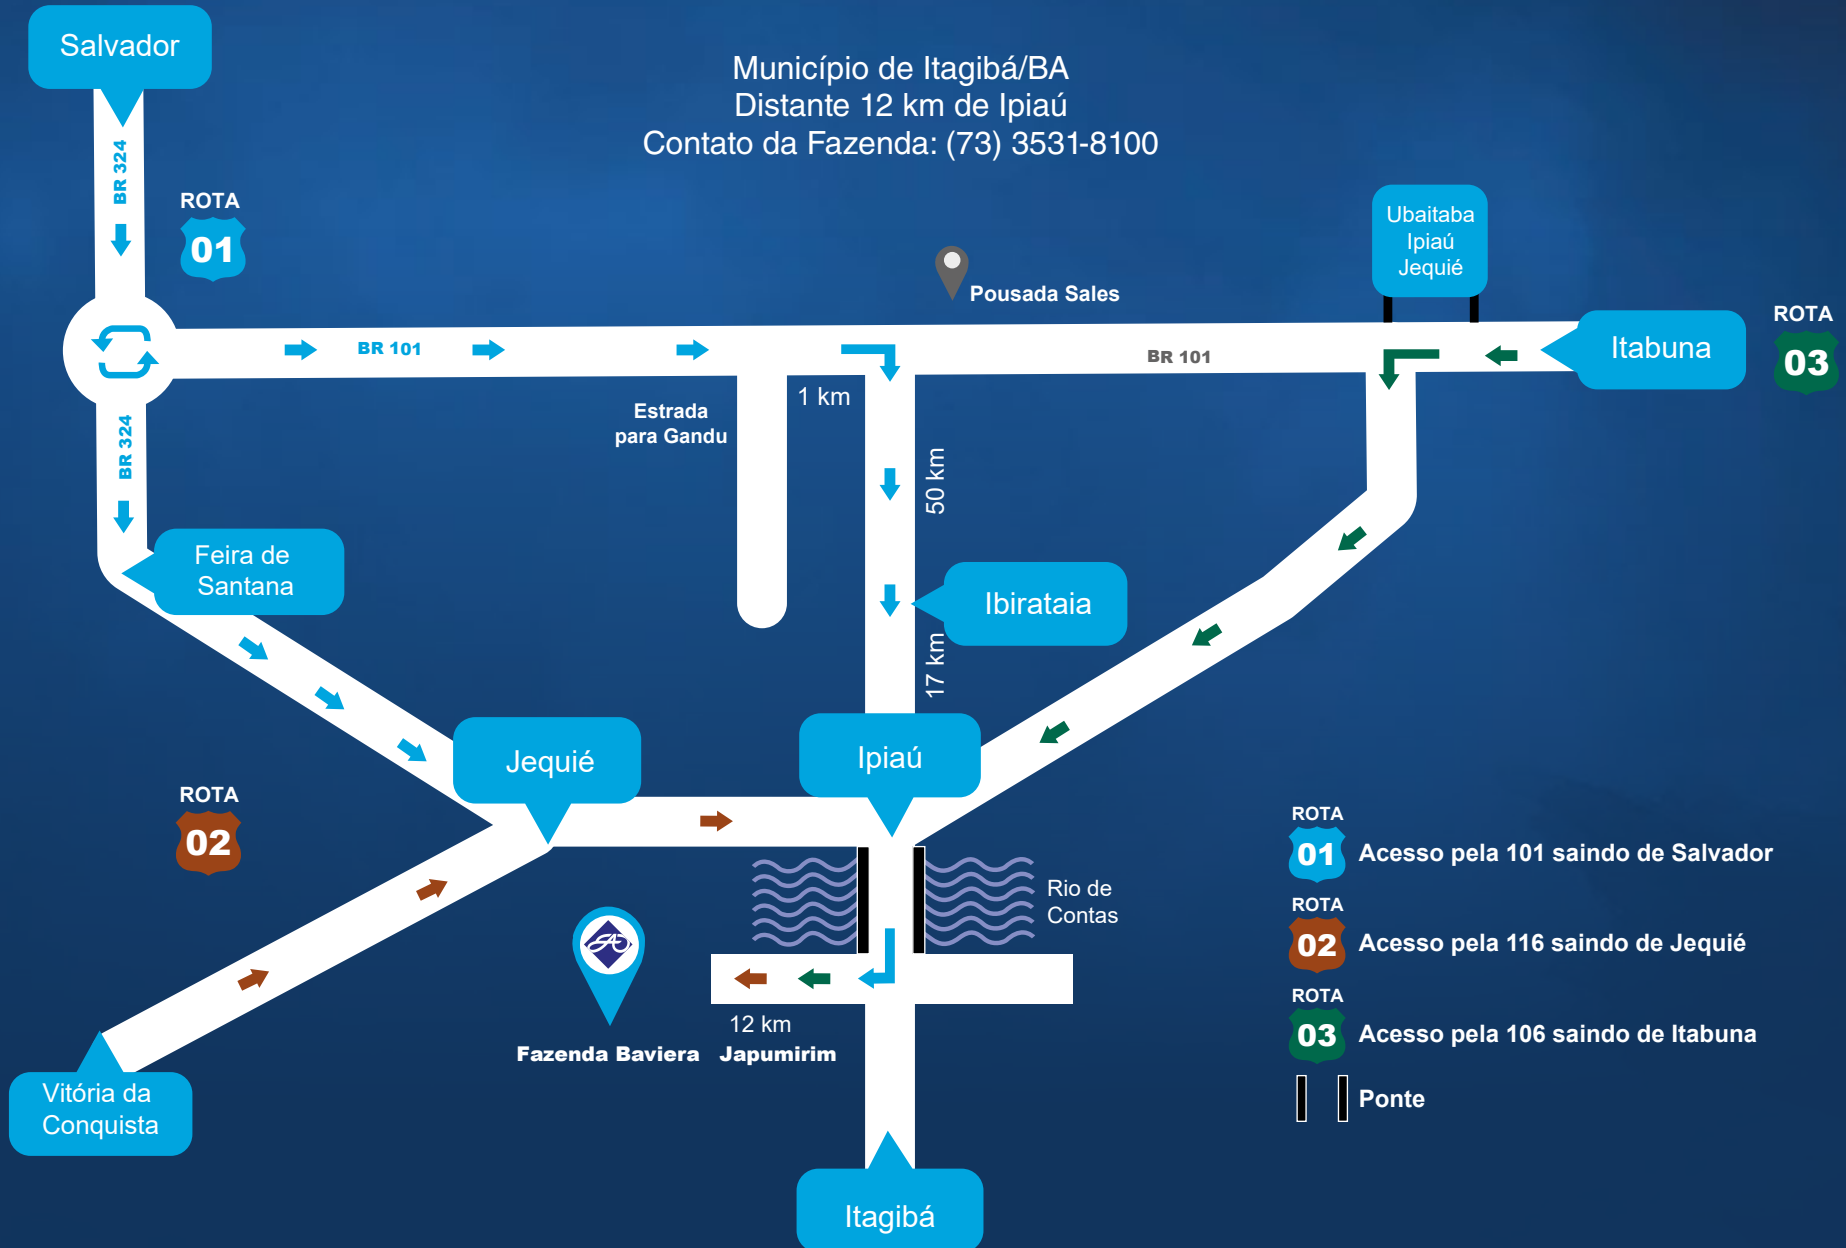 Salvador
Município de Itagibá/BA
Distante 12 km de Ipiaú
Contato da Fazenda: (73) 3531-8100
BR 324
ROTA
01
Ubaitaba
Ipiaú
Jequié
Pousada Sales
BR 101
BR 101
Itabuna
ROTA
03
1 km
Estrada
para Gandu
BR 324
50 km
Feira de
Santana
Ibirataia
17 km
Jequié
Ipiaú
ROTA
02
Rio de
Contas
12 km
Fazenda Baviera
Japumirim
Vitória da
Conquista
Itagibá
ROTA
01
Acesso pela 101 saindo de Salvador
ROTA
02
Acesso pela 116 saindo de Jequié
ROTA
03
Acesso pela 106 saindo de Itabuna
Ponte